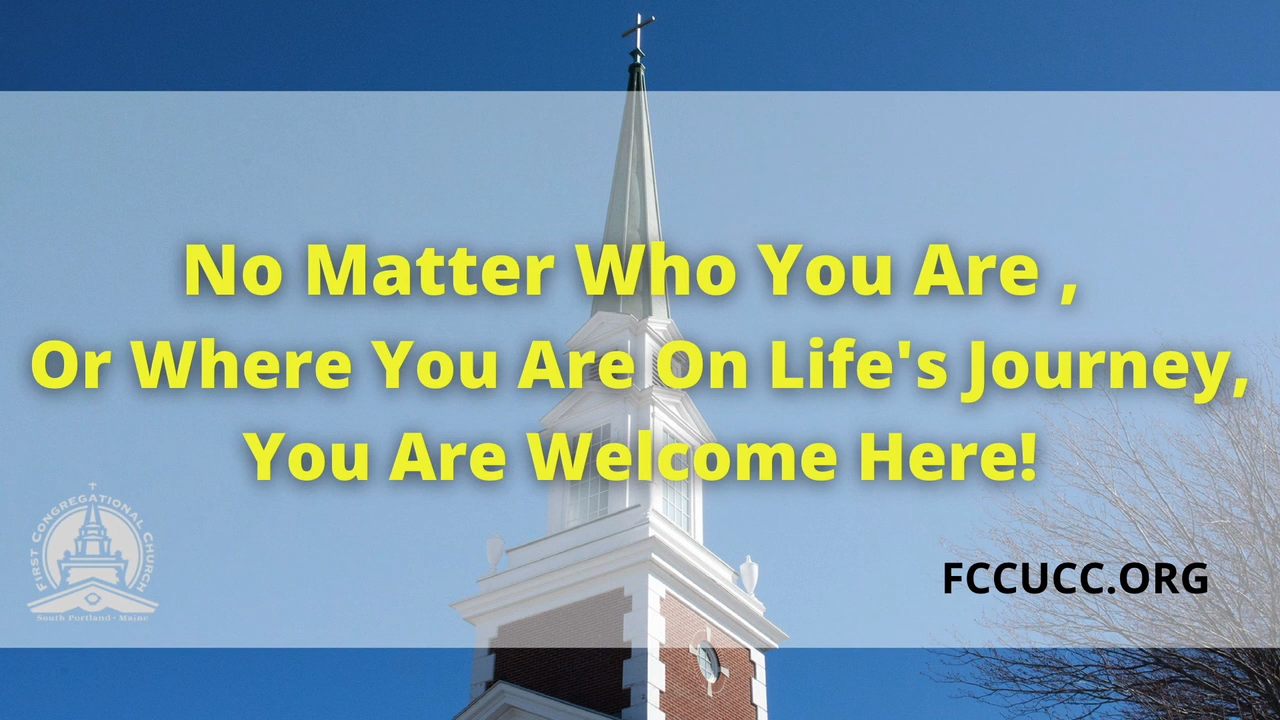 No Matter Who You Are ,
Or Where You Are On Life's Journey,
You Are Welcome Here!
FIRST CONGREGATIONAL CHURCH
South Portland • Maine
FCCUCC.ORG